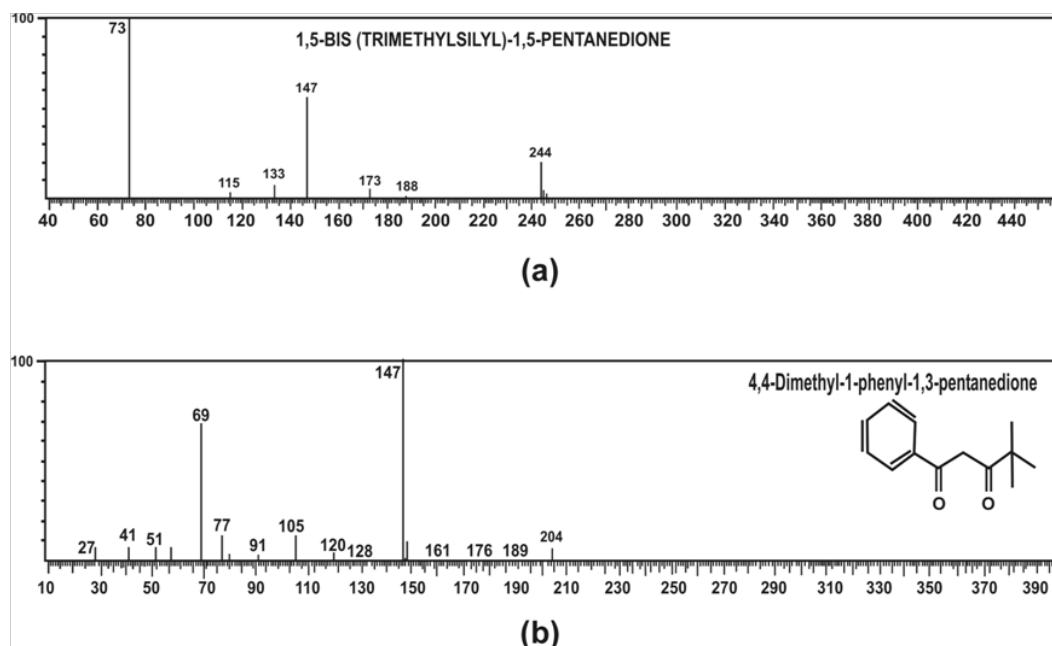 100
73
1,5-BIS (TRIMETHYLSILYL)-1,5-PENTANEDIONE
147
244
115 133 173 188
40 60 80 100 120 140 160 180 200 220 240 260 280 300 320 340 360 380 400 420 440
(a)
100
147
4,4-Dimethyl-1-phenyl-1,3-pentanedione
69
77 105
27 41 51 91 120 128 161 176 189 204
O O
10 30 50 70 90 110 130 150 170 190 210 230 250 270 290 310 330 350 370 390
(b)